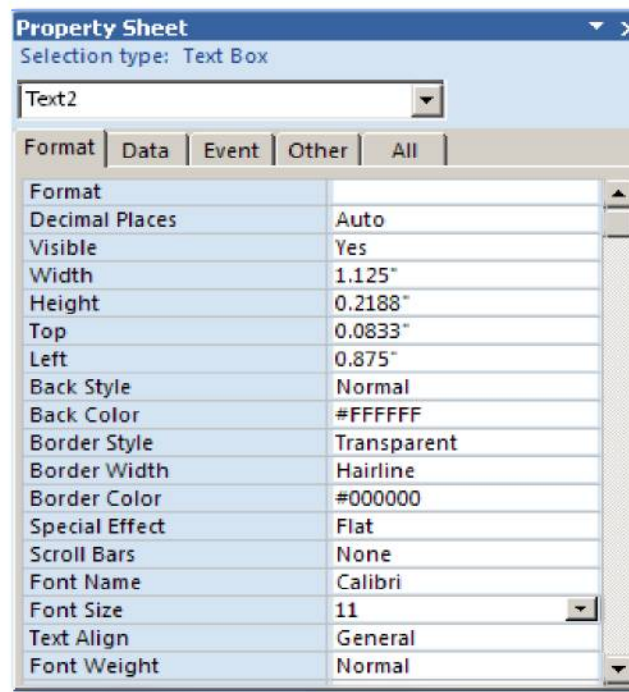 Property Sheet
Selection type: Text Box
Text2
Format Data Event Other All
Format
Decimal Places Auto
Visible Yes
Width 1.125"
Height 0.2188"
Top 0.0833"
Left 0.875"
Back Style Normal
Back Color #FFFFFF
Border Style Transparent
Border Width Hairline
Border Color #000000
Special Effect Flat
Scroll Bars None
Font Name Calibri
Font Size 11
Text Align General
Font Weight Normal